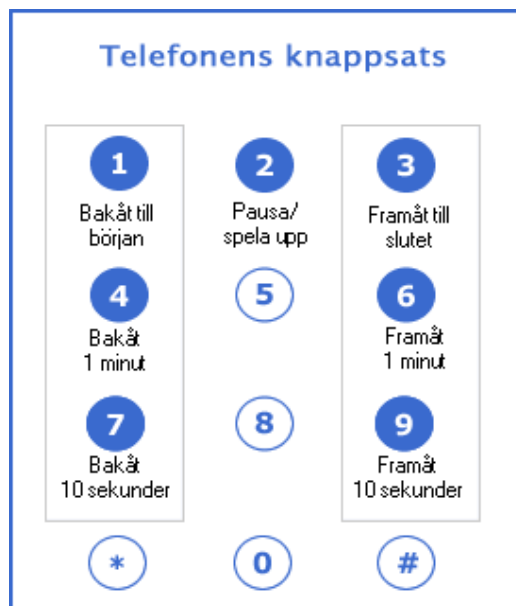 Telefonens knappsats
1 2 3
Bakåt till
början
Pausa/
spela upp
Framåt till
slutet
4 5 6
Bakåt
1 minut
Framåt
1 minut
7 8 9
Bakåt
10 sekunder
Framåt
10 sekunder
* 0 #